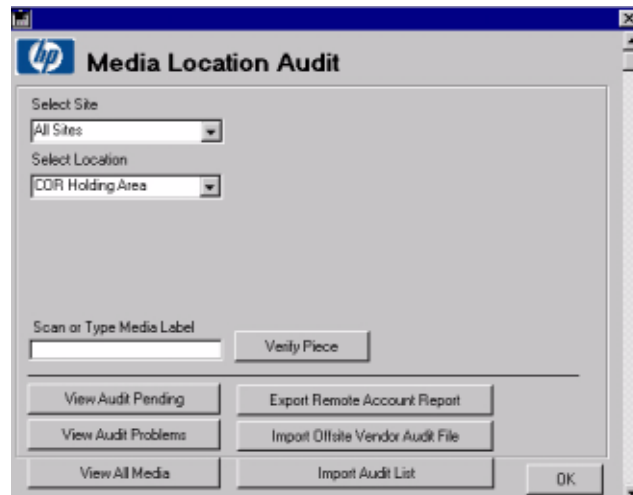 hp Media Location Audit
Select Site
All Sites
Select Location
COR Holding Area
Scan or Type Media Label
Verify Piece
View Audit Pending Export Remote Account Report
View Audit Problems Import Offsite Vendor Audit File
View All Media Import Audit List OK